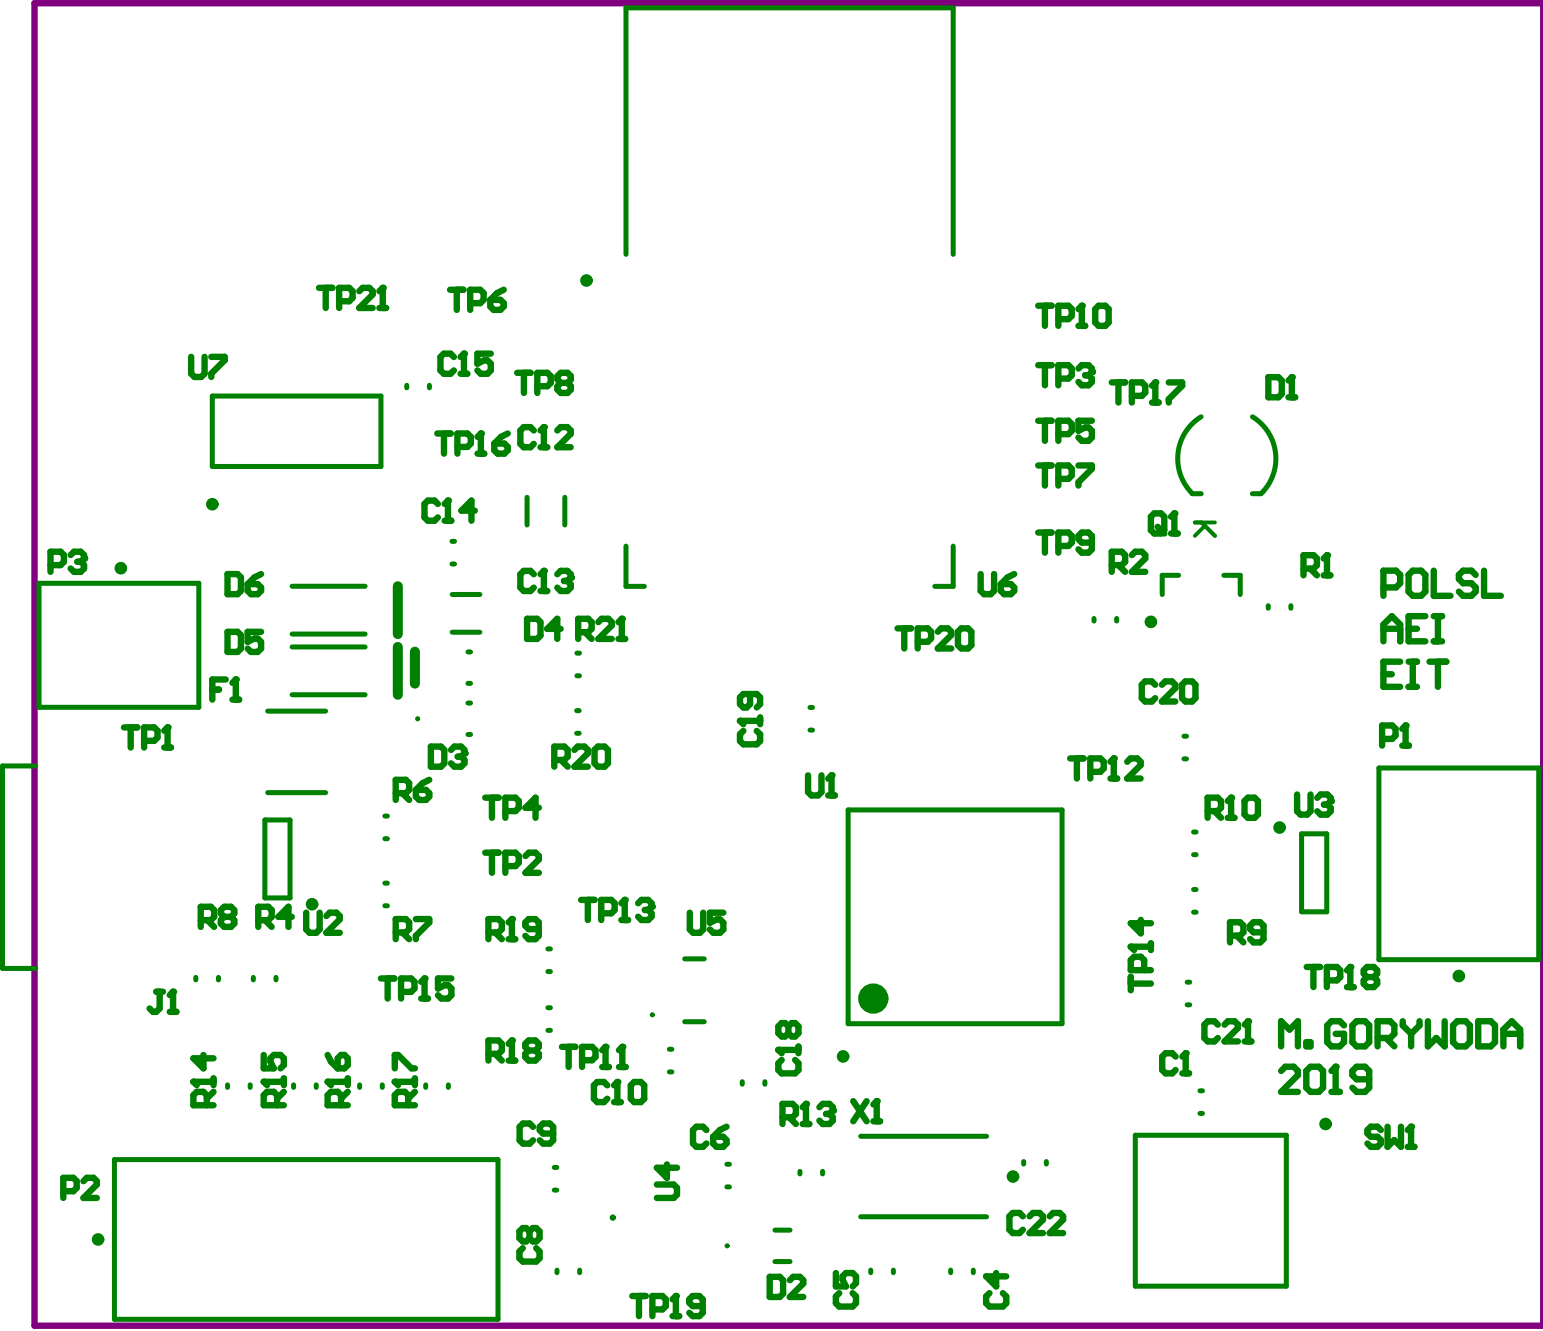 TP21
TP6
TP10
U7
C15
TP8
TP3
TP17
D1
TP16
C12
TP5
TP7
C14
Q1
TP9
R2
R1
P3
D6
C13
U6
POLSL
AEI
EIT
D5
D4
R21
TP20
F1
C20
C19
TP1
D3
R20
P1
TP12
U1
R6
TP4
R10
U3
TP2
R8
R4
U2
R7
R19
TP13
U5
R9
TP14
J1
TP15
TP18
R18
TP11
C18
C21
M.GORYWODA
2019
C1
R14
R15
R16
R17
C10
R13
X1
C9
C6
SW1
P2
U4
C22
C8
D2
C5
C4
TP19